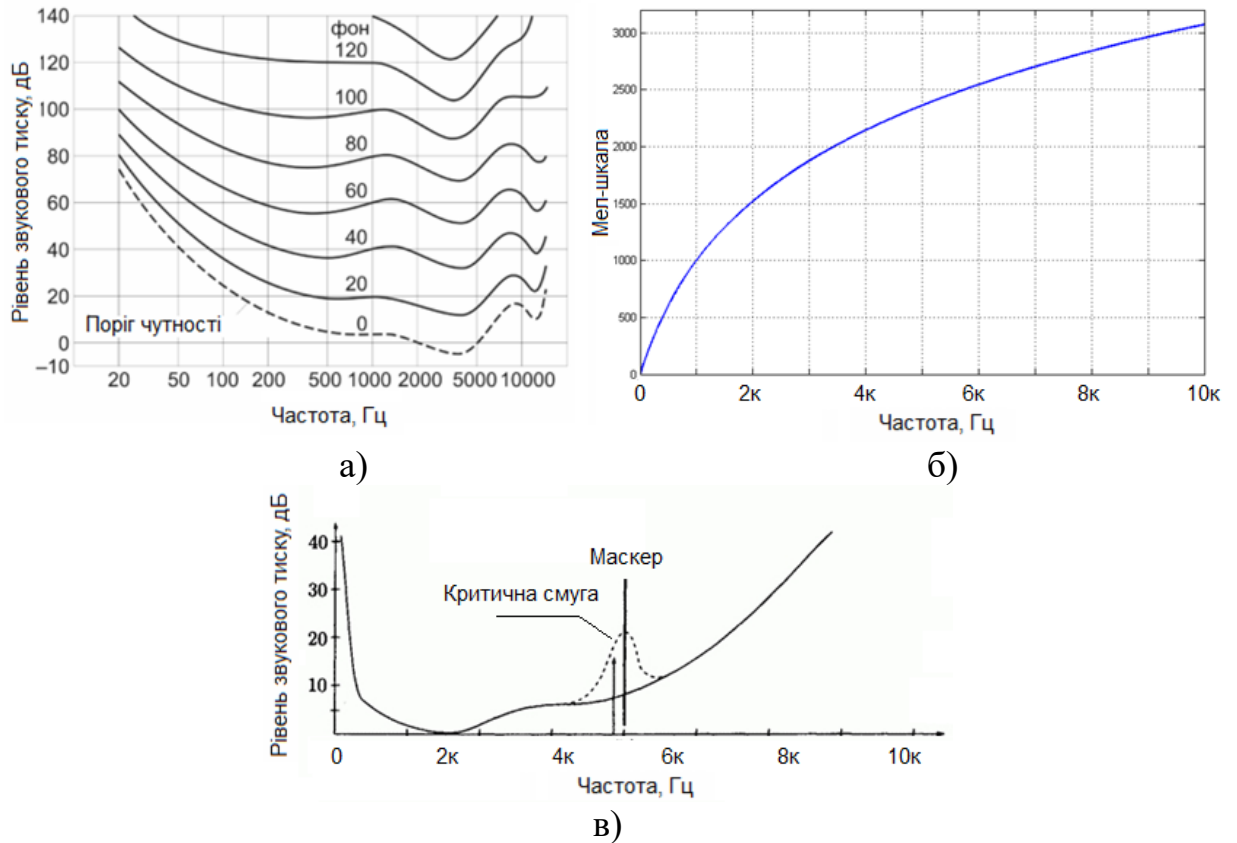 140
120
100
80
60
40
20
0
–10
Рівень звукового тиску, дБ
фон
120
100
80
60
40
20
0
Поріг чутності
20 50 100 200 500 1000 2000 5000 10000
Частота, Гц
а)
3000
2500
2000
1500
1000
500
0
Мел-шкала
0 2к 4к 6к 8к 10к
Частота, Гц
б)
Рівень звукового тиску, дБ
40
30
20
10
Маскер
Критична смуга
0 2к 4к 6к 8к 10к
Частота, Гц
в)